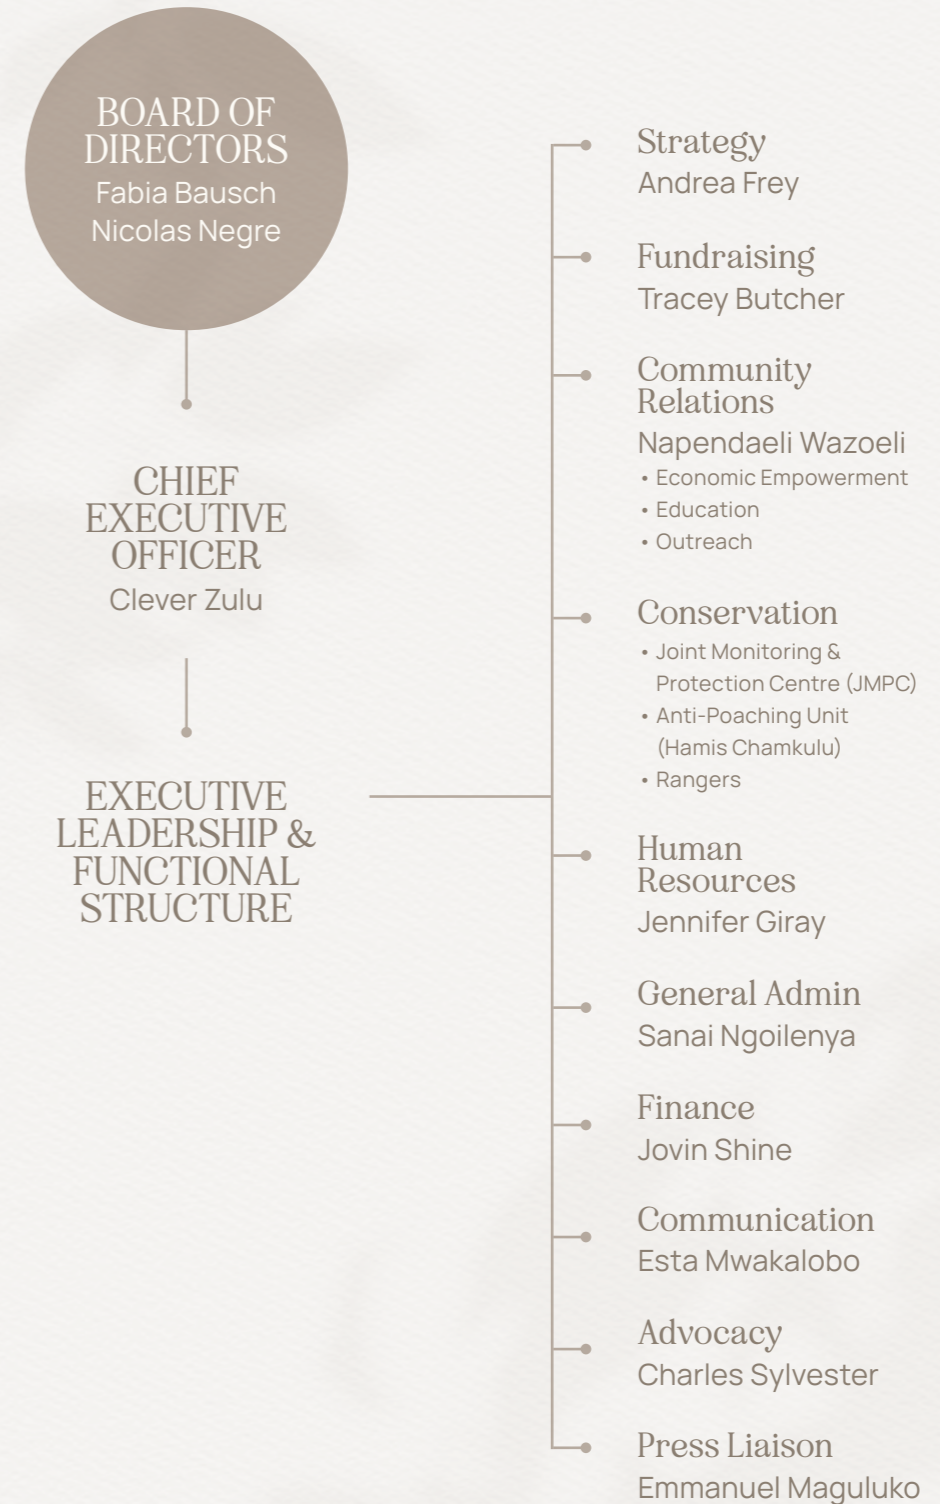 BOARD OF
DIRECTORS
Fabia Bausch
Nicolas Negre
CHIEF
EXECUTIVE
OFFICER
Clever Zulu
EXECUTIVE
LEADERSHIP &
FUNCTIONAL
STRUCTURE
Strategy
Andrea Frey
Fundraising
Tracey Butcher
Community
Relations
Napendaeli Wazoeli
• Economic Empowerment
• Education
• Outreach
Conservation
• Joint Monitoring &
Protection Centre (JMPC)
• Anti-Poaching Unit
(Hamis Chamkulu)
• Rangers
Human
Resources
Jennifer Giray
General Admin
Sanai Ngoilenya
Finance
Jovin Shine
Communication
Esta Mwakalobo
Advocacy
Charles Sylvester
Press Liaison
Emmanuel Maguluko